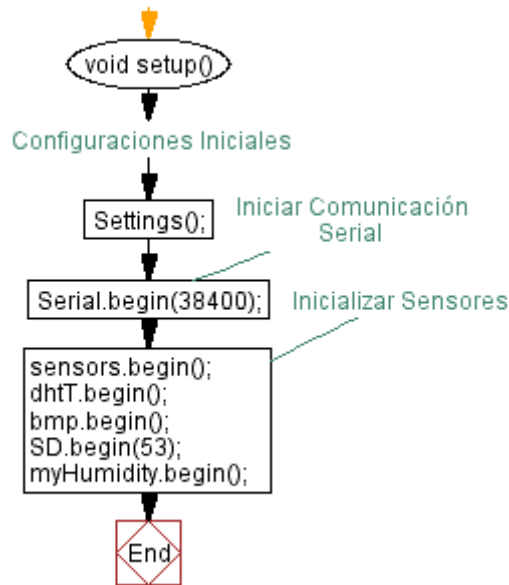 void setup()
Configuraciones Iniciales
Settings();
Iniciar Comunicación
Serial
Serial.begin(38400);
Inicializar Sensores
sensors.begin();
dhtT.begin();
bmp.begin();
SD.begin(53);
myHumidity.begin();
End